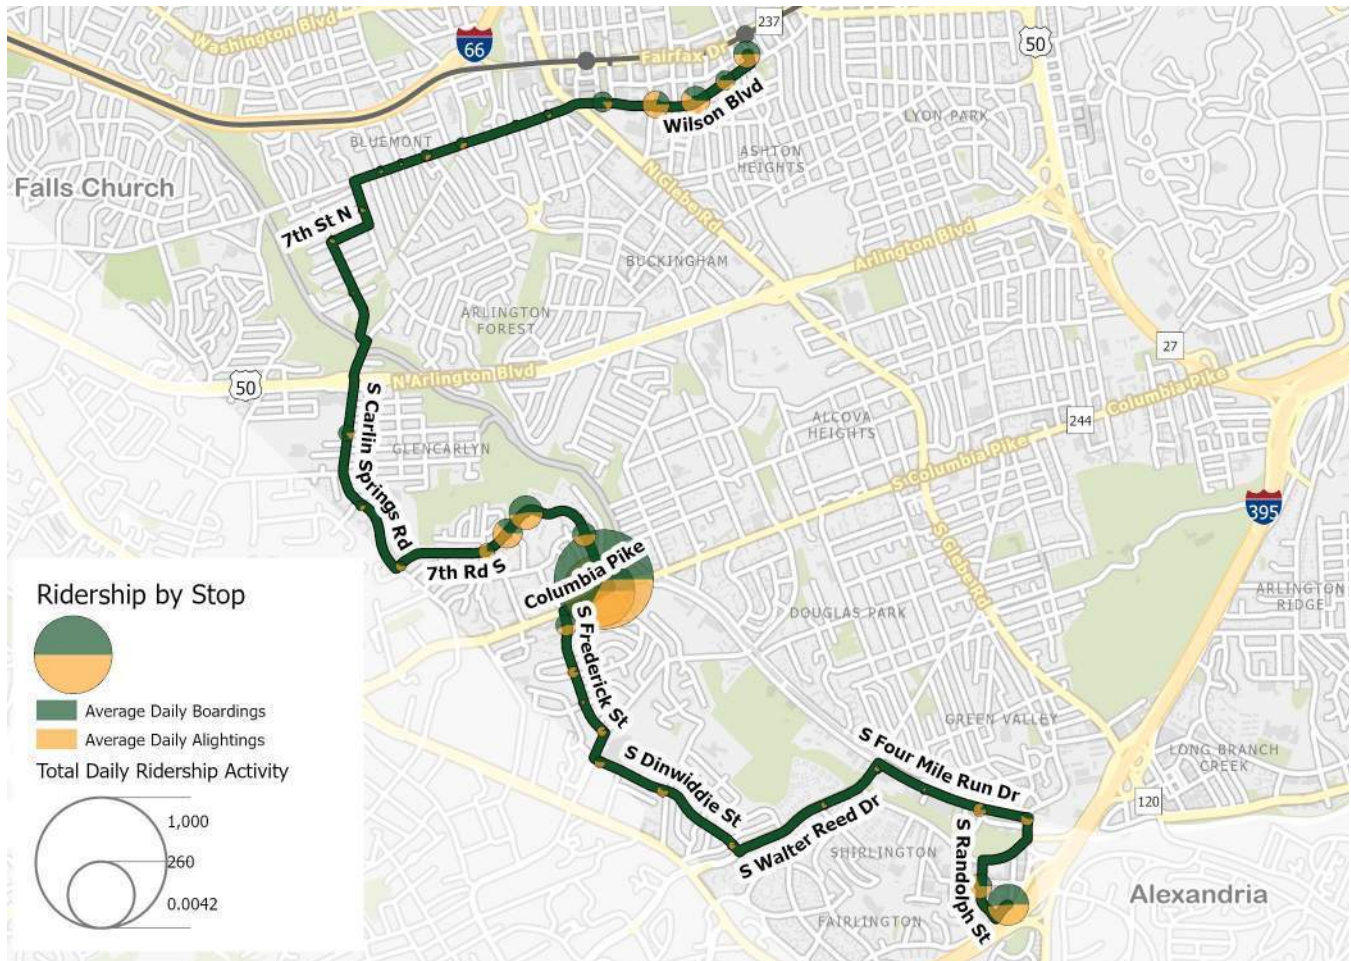 237
Washington Blvd
66
Fairfax Dr
50
Wilson Blvd
LYON PARK
BLUEMONT
ASHTON
HEIGHTS
Falls Church
N Glebe Rd
7th St N
Arlington Blvd
BUCKINGHAM
ARLINGTON
FOREST
27
50
N Arlington Blvd
Columbia Pike
S Carlin Springs Rd
ALCOVA
HEIGHTS
244
GLENCARLYN
S Columbia Pike
395
7th Rd S
Columbia Pike
S Glebe Rd
Ridership by Stop
ARLINGTON
RIDGE
DOUGLAS PARK
S Frederick St
Average Daily Boardings
GREEN VALLEY
Average Daily Alightings
S Four Mile Run Dr
LONG BRANCH
CREEK
Total Daily Ridership Activity
S Dinwiddie St
120
1,000
S Walter Reed Dr
SHIRLINGTON
S Randolph St
260
Alexandria
0.0042
FAIRLINGTON